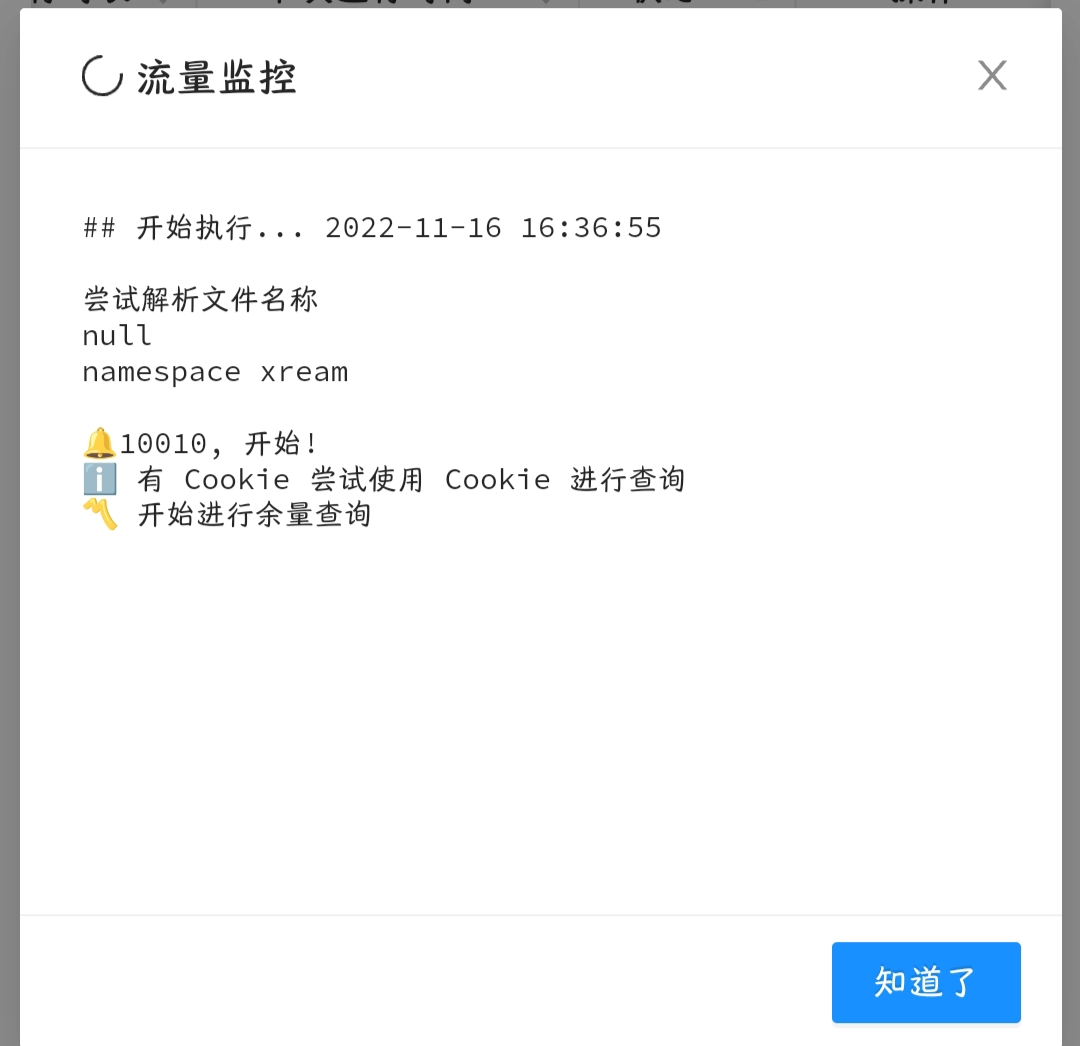 流量监控
## 开始执行... 2022-11-16 16:36:55
尝试解析文件名称
null
namespace xream
🔔10010, 开始!
ℹ️ 有 Cookie 尝试使用 Cookie 进行查询
〽️ 开始进行余量查询
知道了